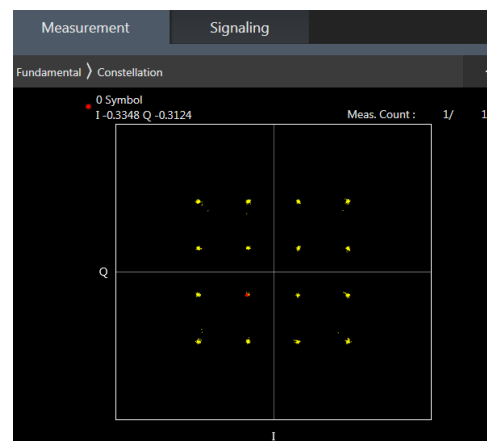 Measurement Signaling
Fundamental 〉 Constellation
0 Symbol
I -0.3348 Q -0.3124 Meas. Count : 1/ 1
Q
I